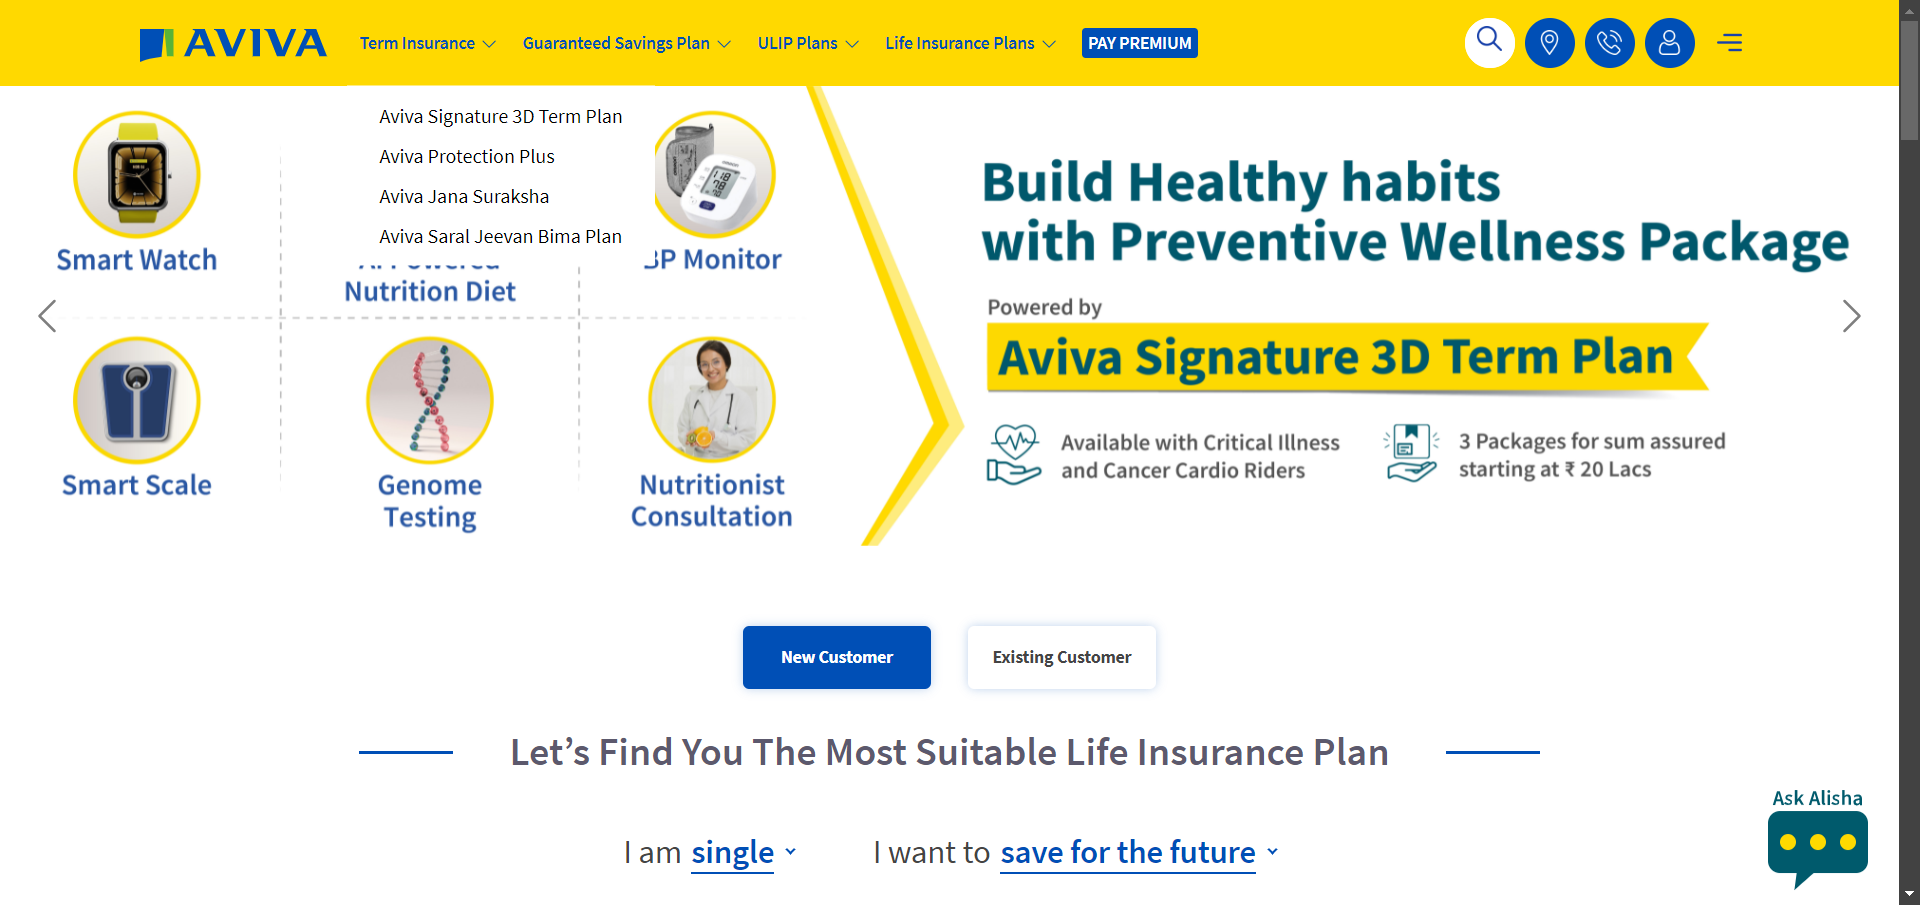 AVIVA
Term Insurance
Guaranteed Savings Plan
ULIP Plans
Life Insurance Plans
PAY PREMIUM
Aviva Signature 3D Term Plan
Aviva Protection Plus
Aviva Jana Suraksha
Aviva Saral Jeevan Bima Plan
Smart Watch
Nutrition Diet
BP Monitor
Smart Scale
Genome
Testing
Nutritionist
Consultation
Build Healthy habits
with Preventive Wellness Package
Powered by
Aviva Signature 3D Term Plan
Available with Critical Illness
and Cancer Cardio Riders
3 Packages for sum assured
starting at ₹ 20 Lacs
New Customer
Existing Customer
Let’s Find You The Most Suitable Life Insurance Plan
I am single
I want to save for the future
Ask Alisha